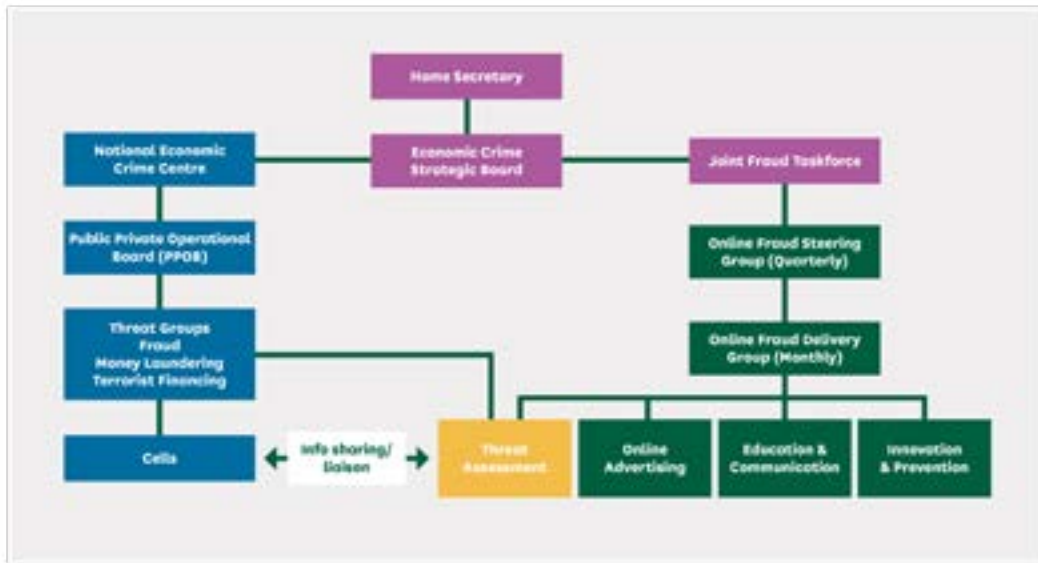 Home Secretary
National Economic
Crime Centre
Economic Crime
Strategic Board
Joint Fraud Taskforce
Public Private Operational
Board (PPOB)
Online Fraud Steering
Group (Quarterly)
Threat Groups
Fraud
Money Laundering
Terrorist Financing
Online Fraud Delivery
Group (Monthly)
Cells
Info sharing/
liaison
Threat
Assessment
Online
Advertising
Education &
Communication
Innovation
& Prevention